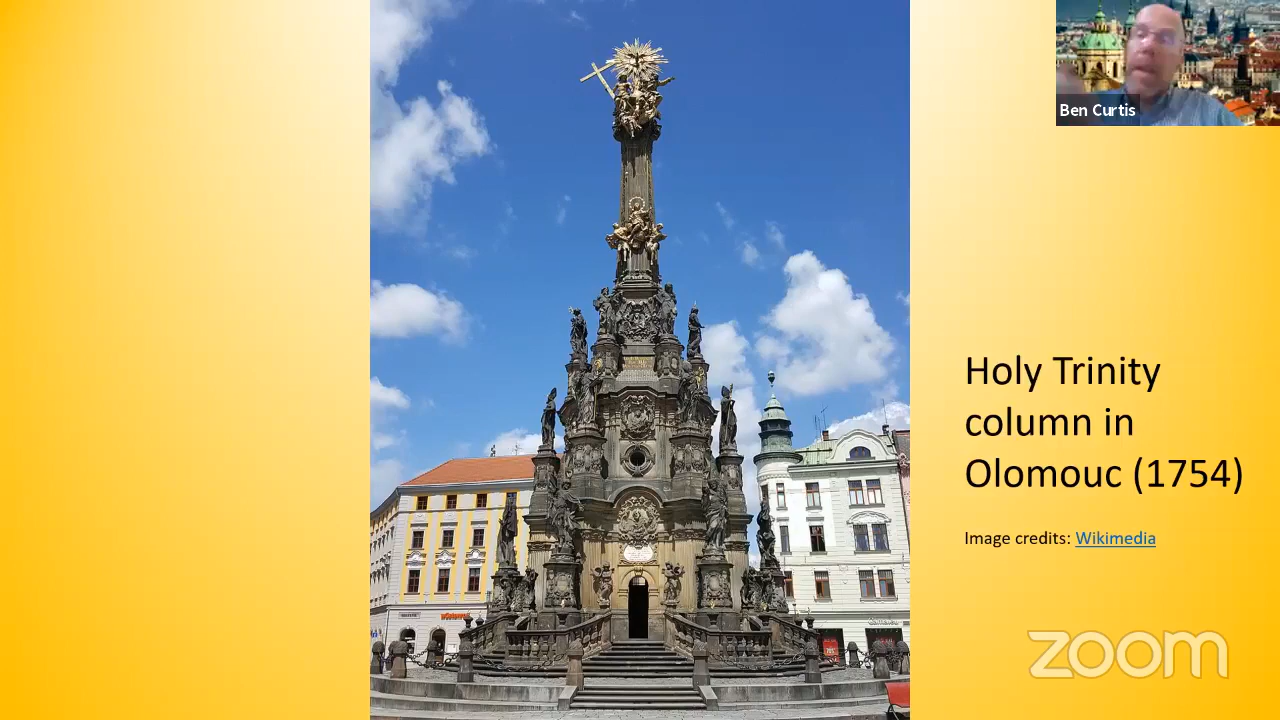 Ben Curtis
Holy Trinity
column in
Olomouc (1754)
Image credits: Wikimedia
zoom